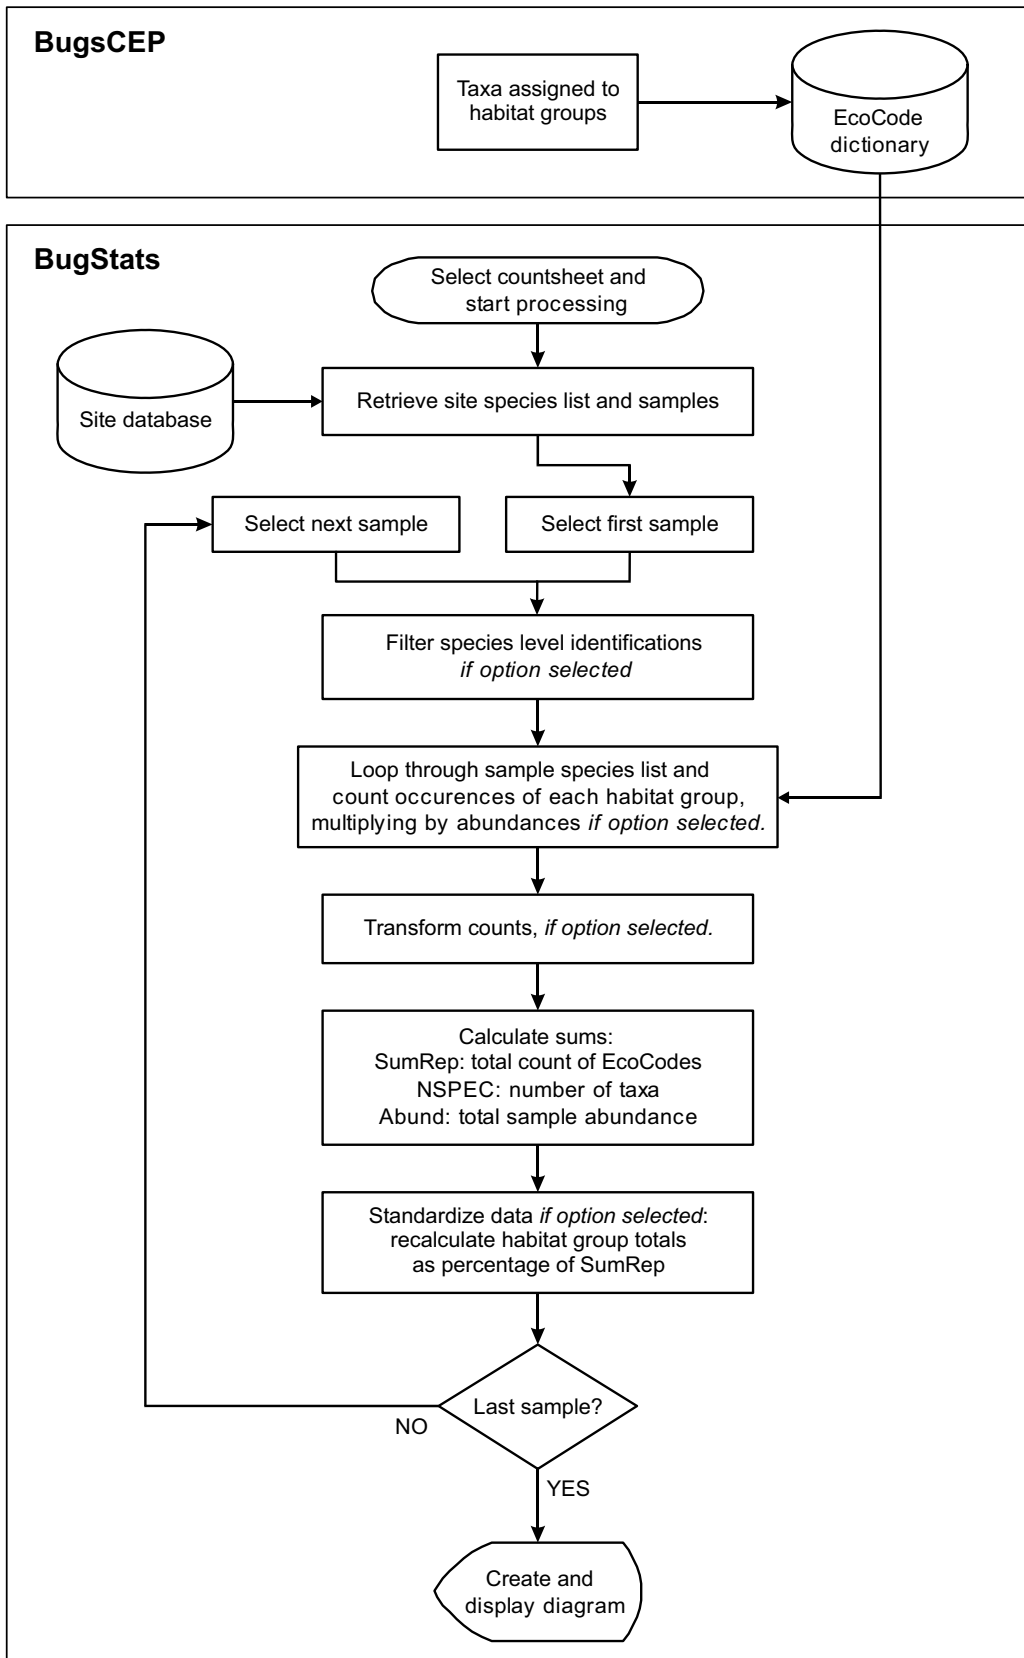 BugsCEP
Taxa assigned to
habitat groups
EcoCode
dictionary
BugStats
Select countsheet and
start processing
Site database
Retrieve site species list and samples
Select next sample
Select first sample
Filter species level identifications
if option selected
Loop through sample species list and
count occurences of each habitat group,
multiplying by abundances if option selected.
Transform counts, if option selected.
Calculate sums:
SumRep: total count of EcoCodes
NSPEC: number of taxa
Abund: total sample abundance
Standardize data if option selected:
recalculate habitat group totals
as percentage of SumRep
Last sample?
NO
YES
Create and
display diagram